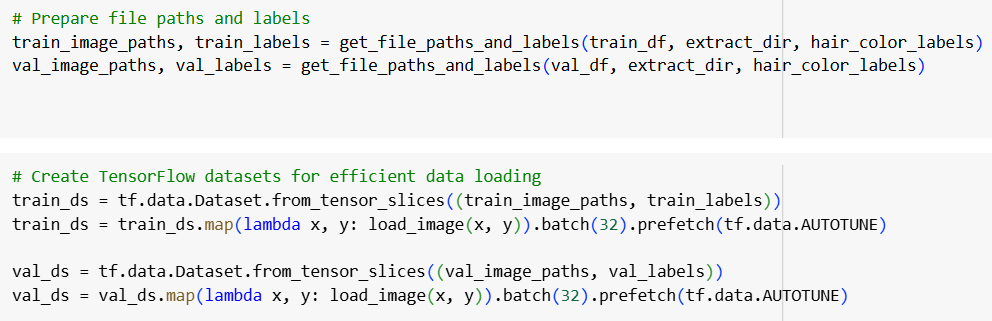 # Prepare file paths and labels
train_image_paths, train_labels = get_file_paths_and_labels(train_df, extract_dir, hair_color_labels)
val_image_paths, val_labels = get_file_paths_and_labels(val_df, extract_dir, hair_color_labels)
# Create TensorFlow datasets for efficient data loading
train_ds = tf.data.Dataset.from_tensor_slices((train_image_paths, train_labels))
train_ds = train_ds.map(lambda x, y: load_image(x, y)).batch(32).prefetch(tf.data.AUTOTUNE)
val_ds = tf.data.Dataset.from_tensor_slices((val_image_paths, val_labels))
val_ds = val_ds.map(lambda x, y: load_image(x, y)).batch(32).prefetch(tf.data.AUTOTUNE)